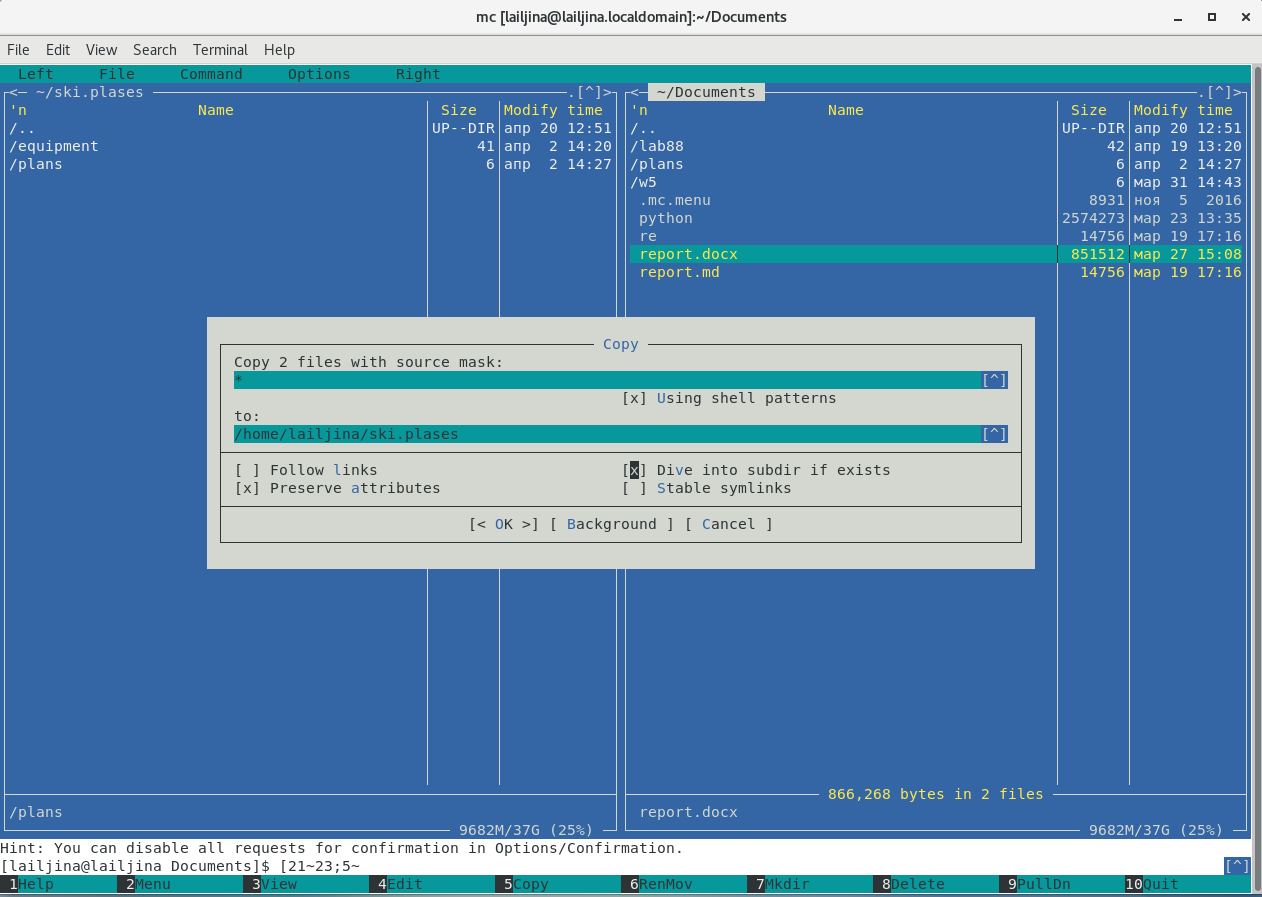 mc [lailjina@lailjina.localdomain]:~/Documents
File Edit View Search Terminal Help
Left File Command Options Right
<─ ~/ski.plases .[^]> <─ ~/Documents .[^]>
'n Name Size Modify time 'n Name Size Modify time
/.. UP--DIR апр 20 12:51 /.. UP--DIR апр 20 12:51
/equipment 41 апр 2 14:20 /lab88 42 апр 19 13:20
/plans 6 апр 2 14:27 /plans 6 апр 2 14:27
/w5 6 мар 31 14:43
.mc.menu 8931 ноя 5 2016
python 2574273 мар 23 13:35
re 14756 мар 19 17:16
report.docx 851512 мар 27 15:08
report.md 14756 мар 19 17:16
Copy
Copy 2 files with source mask:
* [^]
[x] Using shell patterns
to:
/home/lailjina/ski.plases [^]
[ ] Follow links [x] Dive into subdir if exists
[x] Preserve attributes [ ] Stable symlinks
[< OK >] [ Background ] [ Cancel ]
866,268 bytes in 2 files
/plans report.docx
9682M/37G (25%) 9682M/37G (25%)
Hint: You can disable all requests for confirmation in Options/Confirmation.
[lailjina@lailjina Documents]$ [21~23;5~ [^]
1Help 2Menu 3View 4Edit 5Copy 6RenMov 7Mkdir 8Delete 9PullDn 10Quit